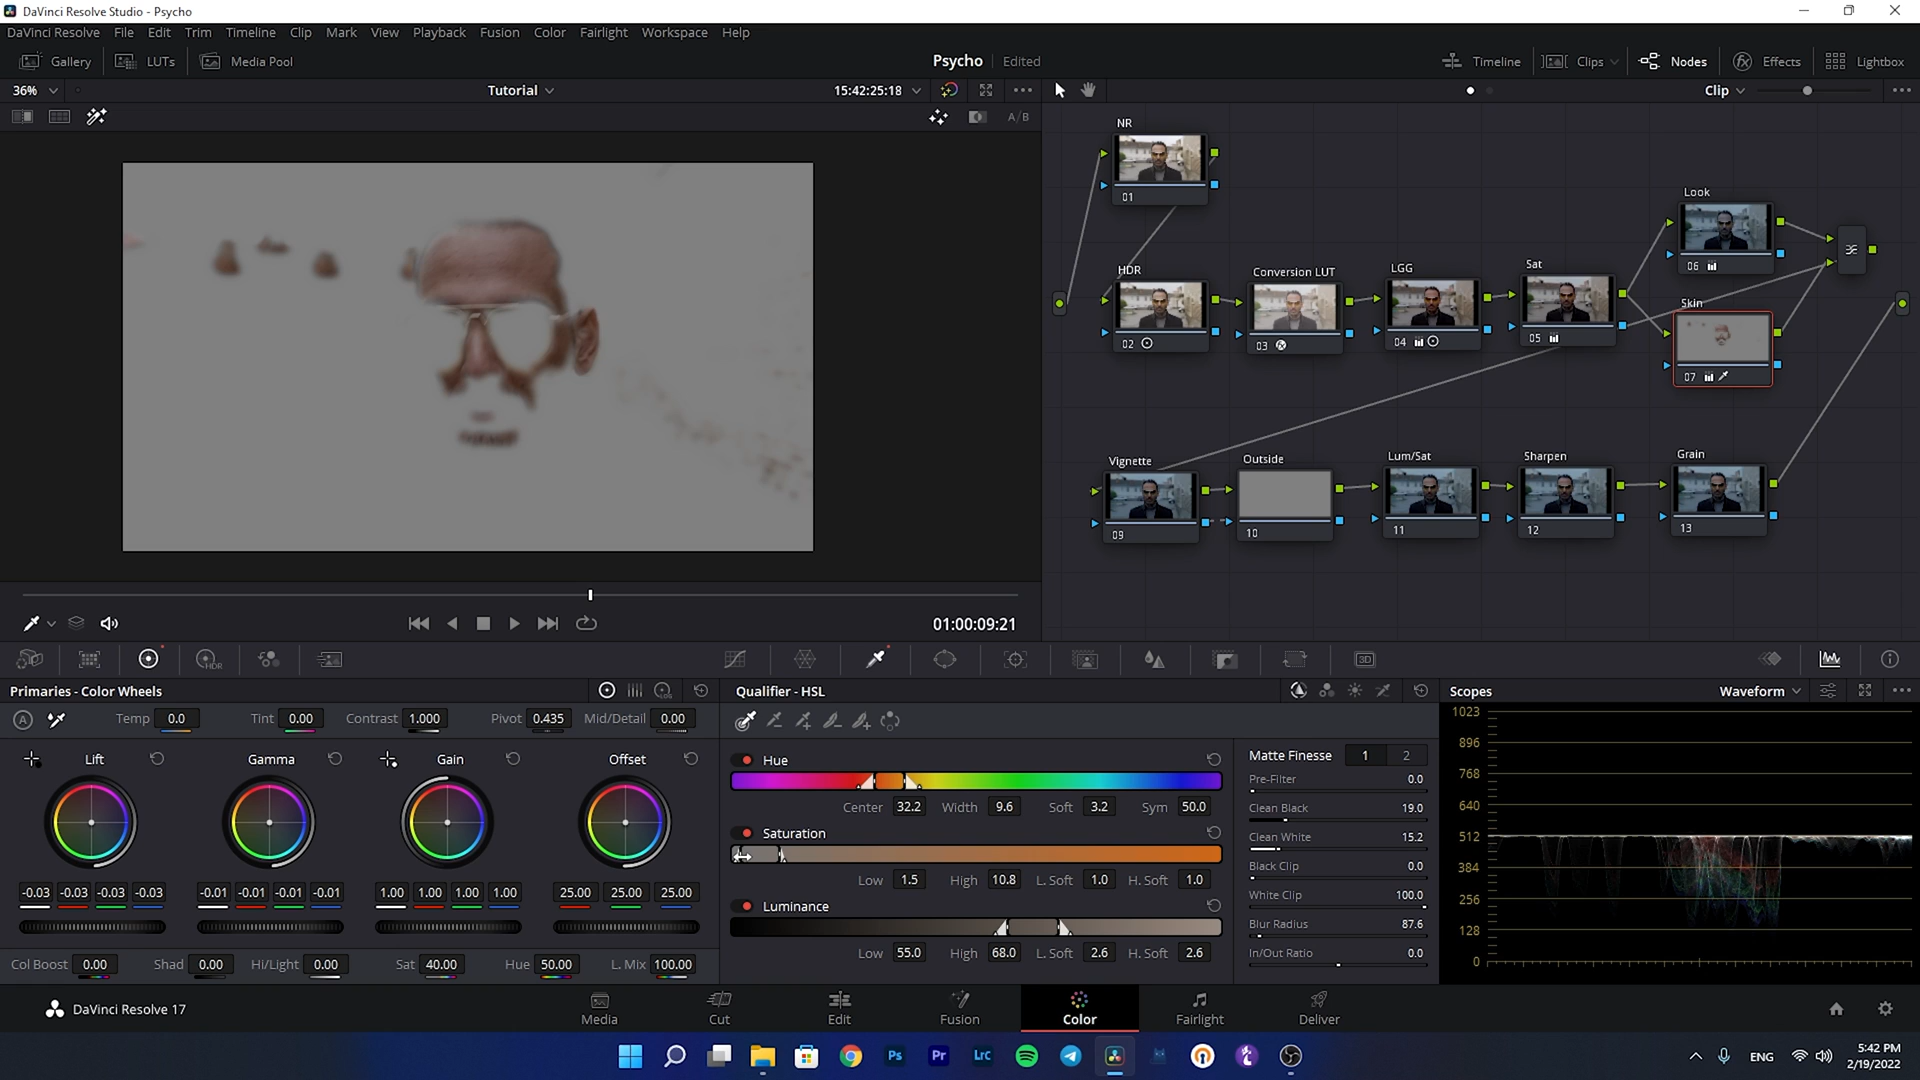 DaVinci Resolve Studio - Psycho
DaVinci Resolve File Edit Trim Timeline Clip Mark View Playback Fusion Color Fairlight Workspace Help
Gallery LUTs Media Pool Psycho Edited Timeline Clips Nodes Effects Lightbox
36% Tutorial 15:42:25:18 Clip
A/B
NR
01
Look
06
HDR
02
Conversion LUT
03
LGG
04
Sat
05
Skin
07
Vignette
09
Outside
10
Lum/Sat
11
Sharpen
12
Grain
13
01:00:09:21
HDR
3D
Primaries - Color Wheels
LOG
A Temp 0.0 Tint 0.00 Contrast 1.000 Pivot 0.435 Mid/Detail 0.00
Lift Gamma Gain Offset
-0.03 -0.03 -0.03 -0.03 -0.01 -0.01 -0.01 -0.01 1.00 1.00 1.00 1.00 25.00 25.00 25.00
Col Boost 0.00 Shad 0.00 Hi/Light 0.00 Sat 40.00 Hue 50.00 L. Mix 100.00
Qualifier - HSL
Hue
Center 32.2 Width 9.6 Soft 3.2 Sym 50.0
Saturation
Low 1.5 High 10.8 L. Soft 1.0 H. Soft 1.0
Luminance
Low 55.0 High 68.0 L. Soft 2.6 H. Soft 2.6
Matte Finesse 1 2
Pre-Filter 0.0
Clean Black 19.0
Clean White 15.2
Black Clip 0.0
White Clip 100.0
Blur Radius 87.6
In/Out Ratio 0.0
Scopes Waveform
1023
896
768
640
512
384
256
128
0
DaVinci Resolve 17
Media Cut Edit Fusion Color Fairlight Deliver
Ps Pr Lrc
ENG
5:42 PM
2/19/2022